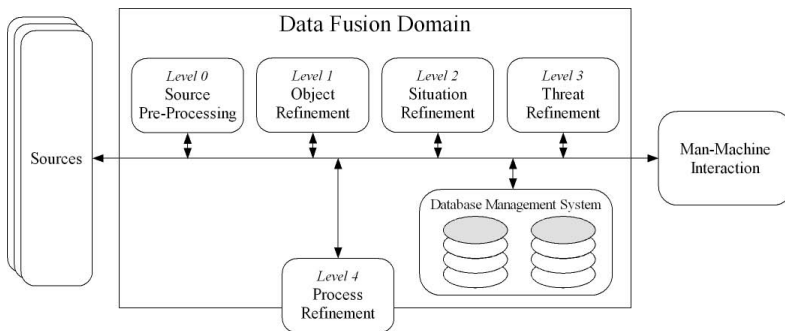 Data Fusion Domain
Level 0
Source
Pre-Processing
Level 1
Object
Refinement
Level 2
Situation
Refinement
Level 3
Threat
Refinement
Sources
Man-Machine
Interaction
Database Management System
Level 4
Process
Refinement